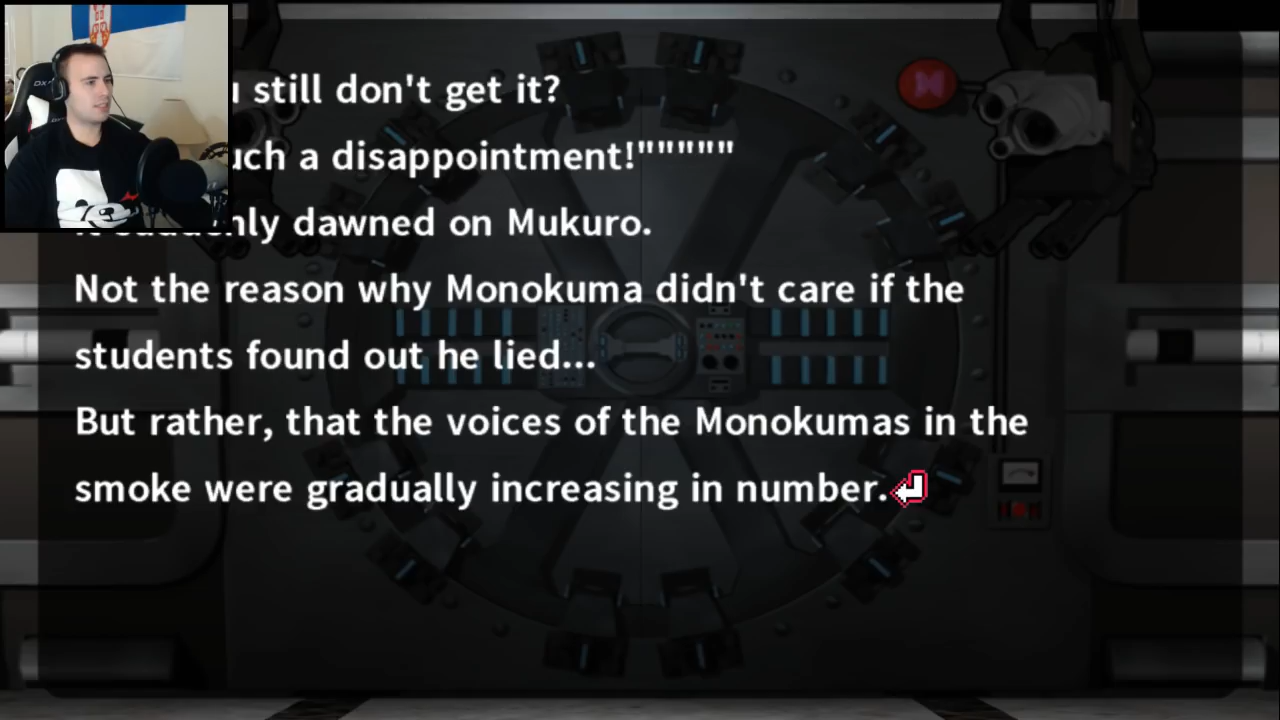 still don't get it?
a disappointment!"""""
dawned on Mukuro.
Not the reason why Monokuma didn't care if the
students found out he lied...
But rather, that the voices of the Monokumas in the
smoke were gradually increasing in number.